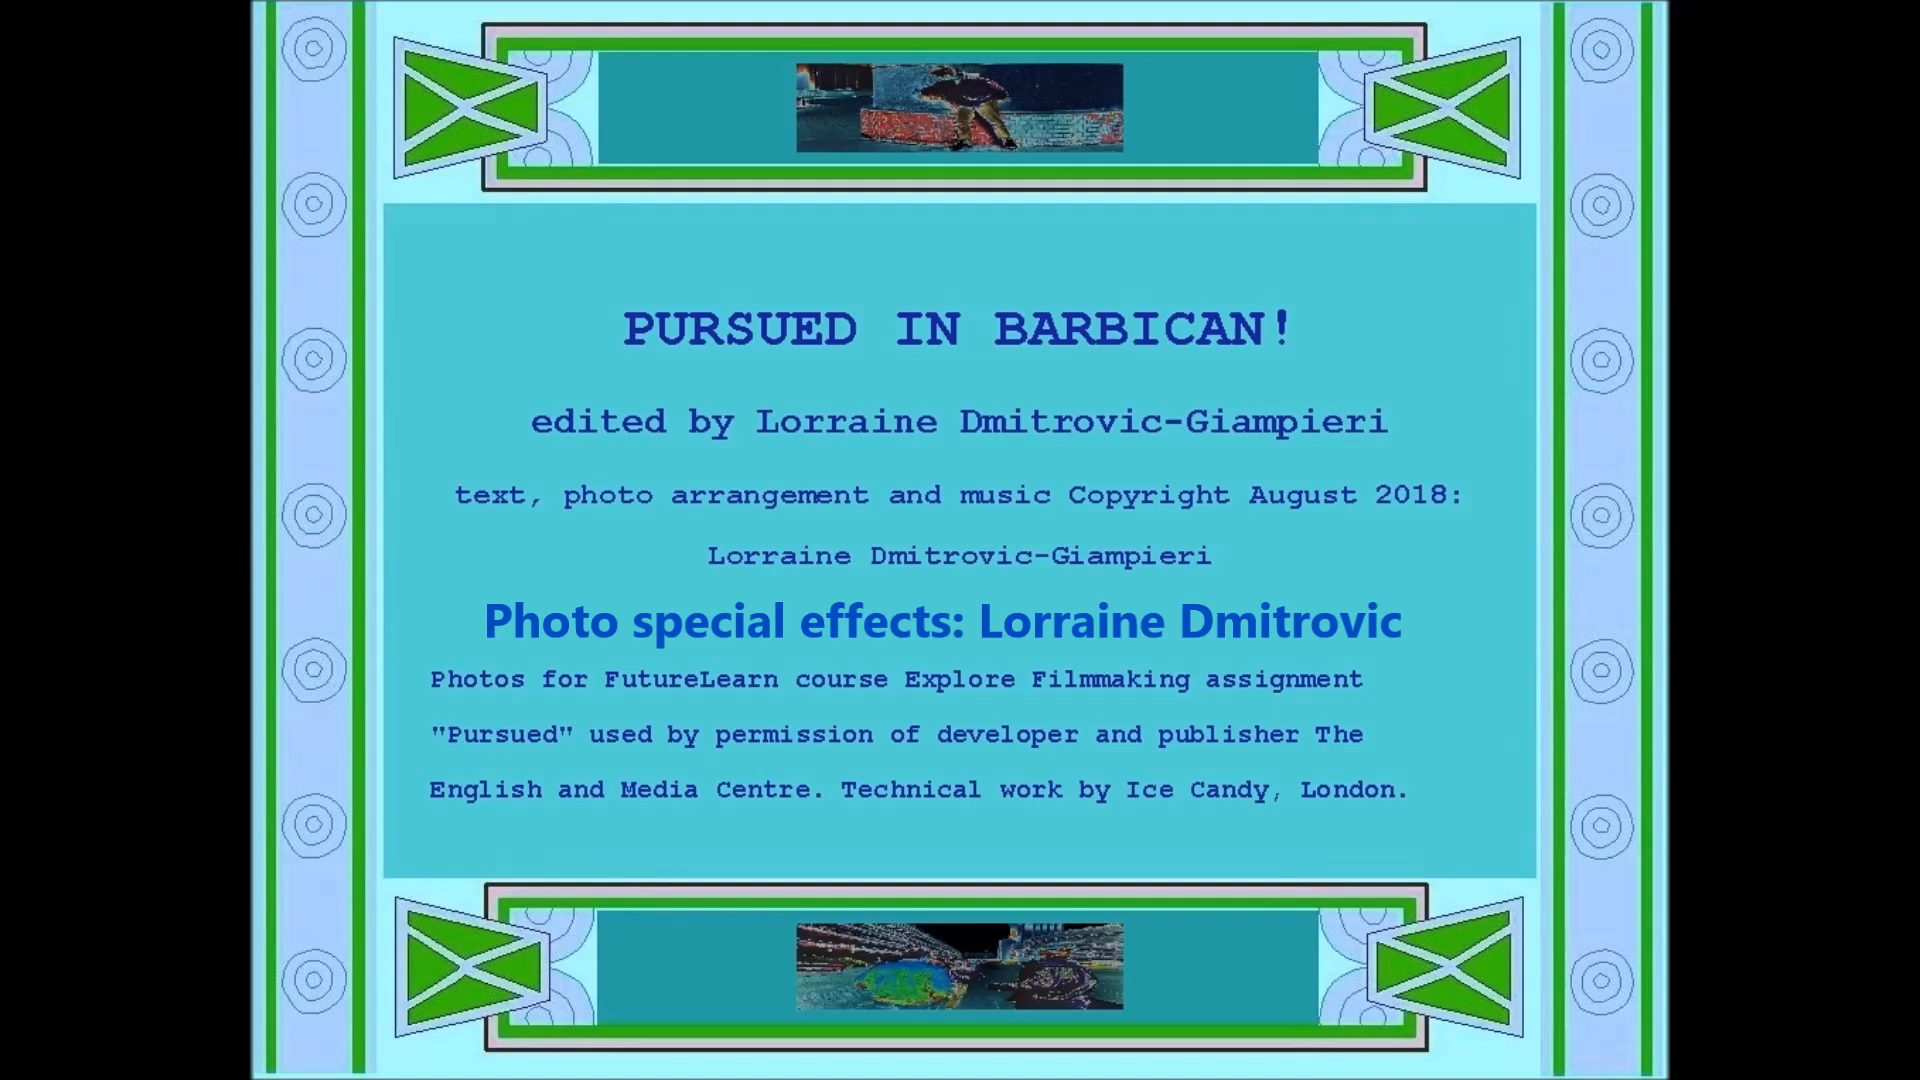 PURSUED IN BARBICAN!
edited by Lorraine Dmitrovic-Giampieri
text, photo arrangement and music Copyright August 2018:
Lorraine Dmitrovic-Giampieri
Photo special effects: Lorraine Dmitrovic
Photos for FutureLearn course Explore Filmmaking assignment
"Pursued" used by permission of developer and publisher The
English and Media Centre. Technical work by Ice Candy, London.